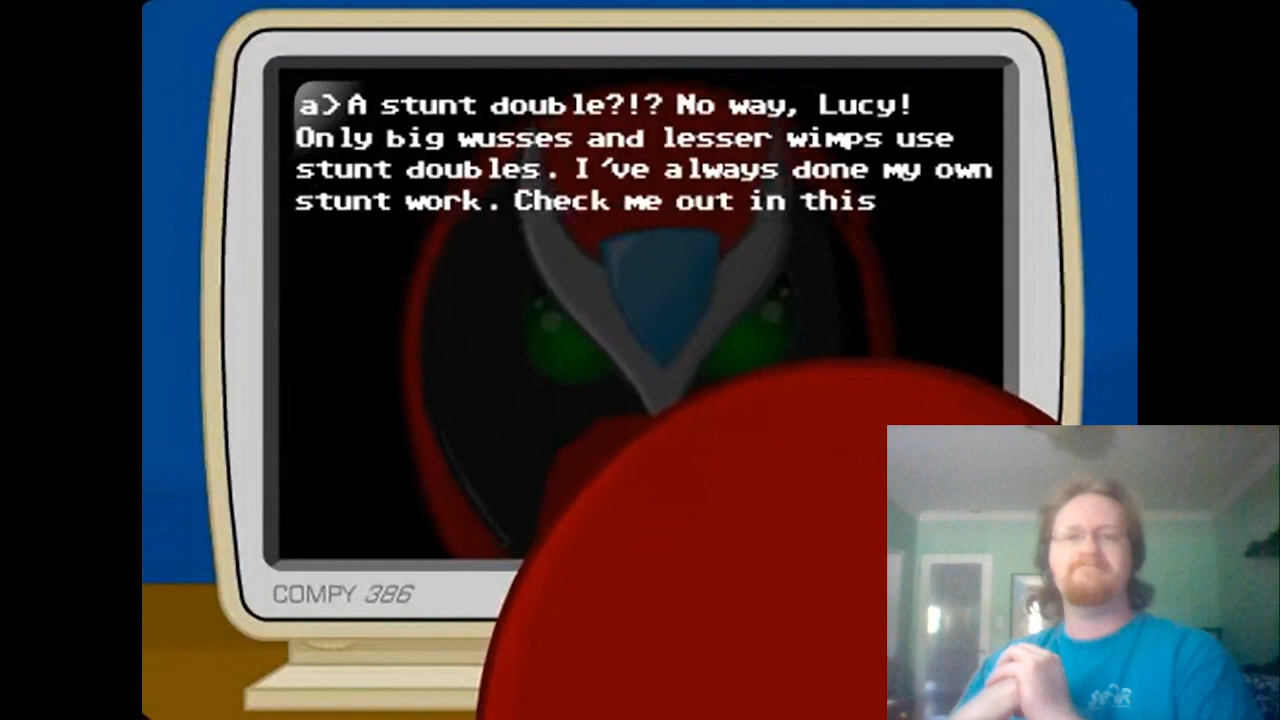 a>A stunt double?!? No way, Lucy!
Only big wusses and lesser wimps use
stunt doubles. I've always done my own
stunt work. Check me out in this
COMPY 386